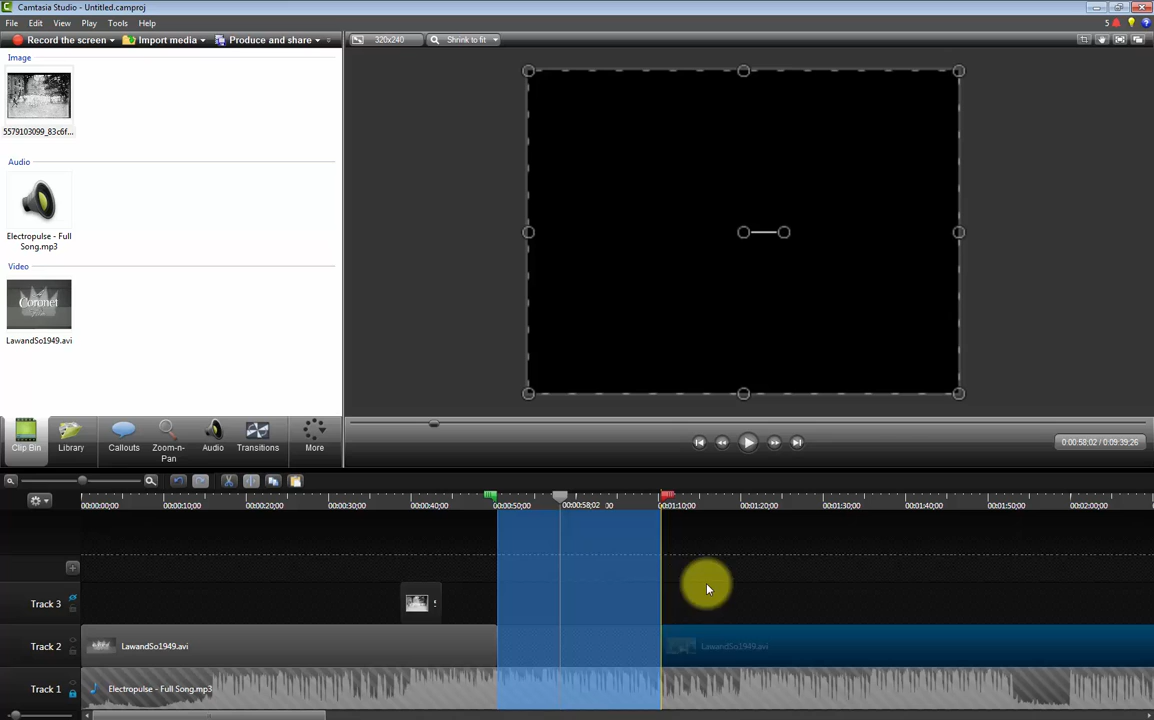 Camtasia Studio - Untitled.camproj
File Edit View Play Tools Help
5
Record the screen Import media Produce and share 320x240 Shrink to fit
Image
5579103099_83c6f...
Audio
Electropulse - Full
Song.mp3
Video
Coronet
LawandSo1949.avi
Clip Bin Library Callouts Zoom-n-
Pan Audio Transitions More
0:00:58;02 / 0:09:39;26
00:00:00;00 00:00:10;00 00:00:20;00 00:00:30;00 00:00:40;00 00:00:50;00 00:00:58;02 00:01:10;00 00:01:20;00 00:01:30;00 00:01:40;00 00:01:50;00 00:02:00;00
Track 3
Track 2 LawandSo1949.avi LawandSo1949.avi
Track 1 Electropulse - Full Song.mp3